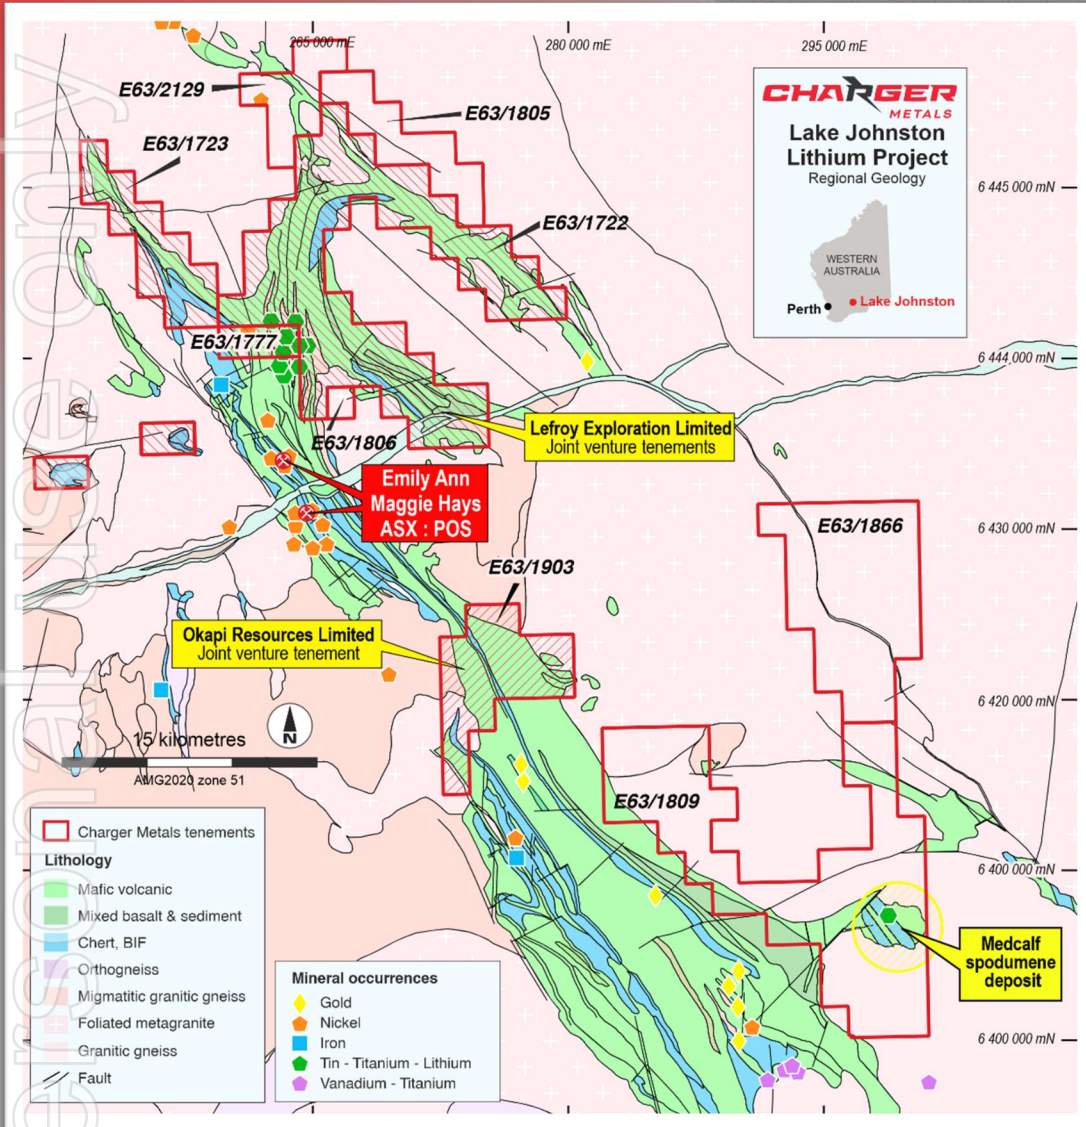 265 000 mE
280 000 mE
295 000 mE
E63/2129
E63/1805
E63/1723
E63/1722
E63/1777
E63/1806
CHARGER
METALS
Lake Johnston
Lithium Project
Regional Geology
WESTERN
AUSTRALIA
Perth
Lake Johnston
6 445 000 mN
6 444 000 mN
6 430 000 mN
6 420 000 mN
6 400 000 mN
6 400 000 mN
Lefroy Exploration Limited
Joint venture tenements
Emily Ann
Maggie Hays
ASX : POS
E63/1866
E63/1903
Okapi Resources Limited
Joint venture tenement
N
15 kilometres
AMG2020 zone 51
E63/1809
Medcalf
spodumene
deposit
Charger Metals tenements
Lithology
Mafic volcanic
Mixed basalt & sediment
Chert, BIF
Orthogneiss
Migmatitic granitic gneiss
Foliated metagranite
Granitic gneiss
Fault
Mineral occurrences
Gold
Nickel
Iron
Tin - Titanium - Lithium
Vanadium - Titanium
ersonal use only